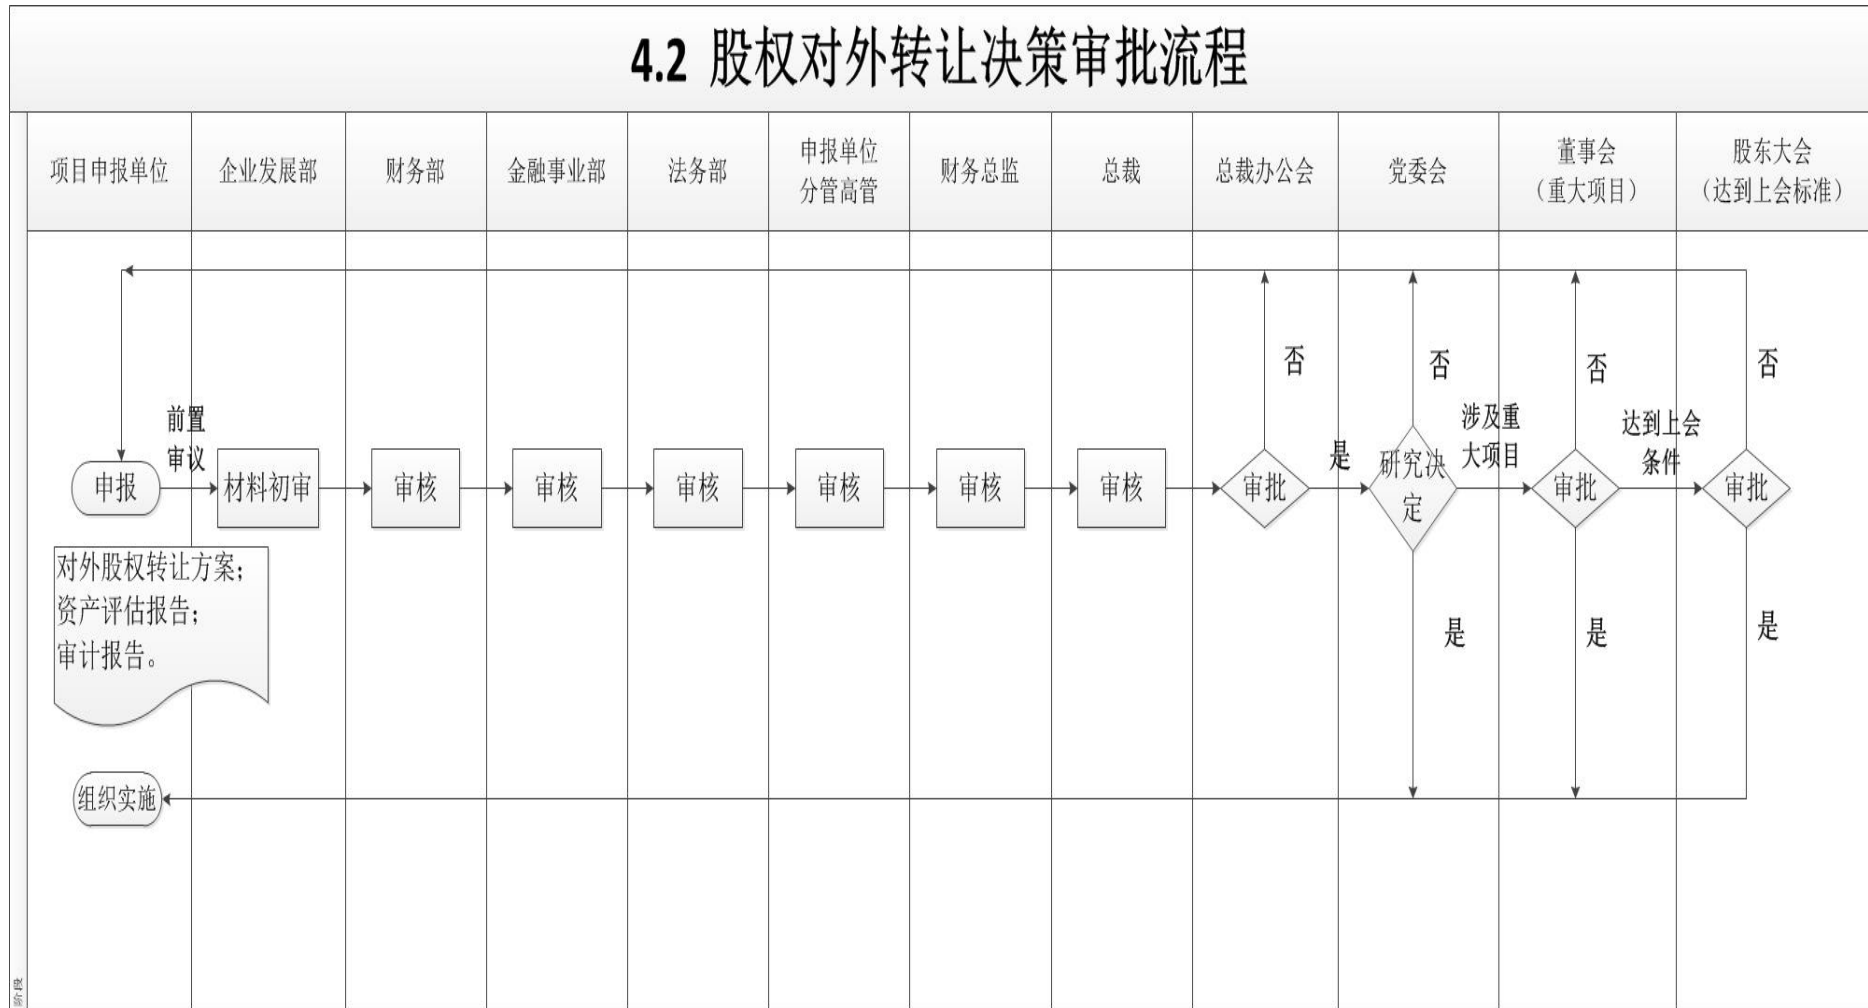 4.2 股权对外转让决策审批流程
项目申报单位
企业发展部
财务部
金融事业部
法务部
申报单位
分管高管
财务总监
总裁
总裁办公会
党委会
董事会
（重大项目）
股东大会
（达到上会标准）
否
否
否
否
前置
审议
涉及重
大项目
达到上会
条件
是
申报
材料初审
审核
审核
审核
审核
审核
审核
审批
研究决
定
审批
审批
对外股权转让方案；
资产评估报告；
审计报告。
是
是
是
组织实施
阶段